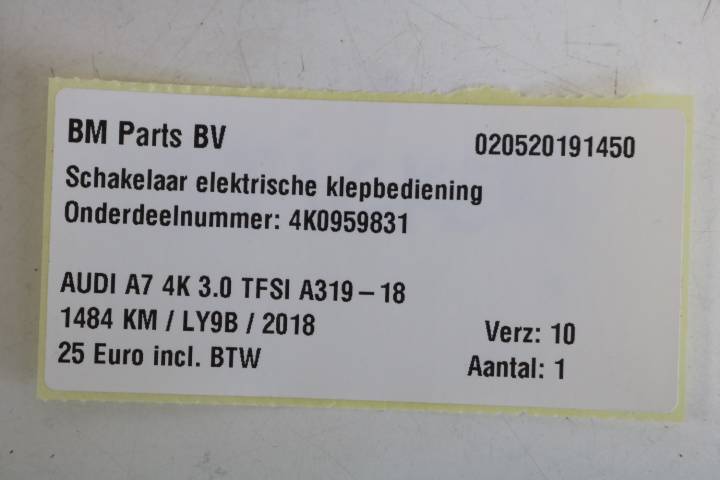 BM Parts BV 020520191450
Schakelaar elektrische klepbediening
Onderdeelnummer: 4K0959831
AUDI A7 4K 3.0 TFSI A319-18
1484 KM / LY9B / 2018 Verz: 10
25 Euro incl. BTW Aantal: 1